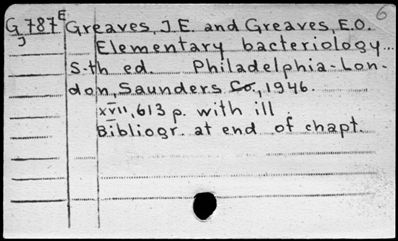 6
G 787 E Greaves, J.E. and Greaves, E.O.
J Elementary bacteriology...
5-th ed. Philadelphia-Lon-
don, Saunders Co., 1946.
XVII, 613 p. with ill.
Bibliogr. at end of chapt.